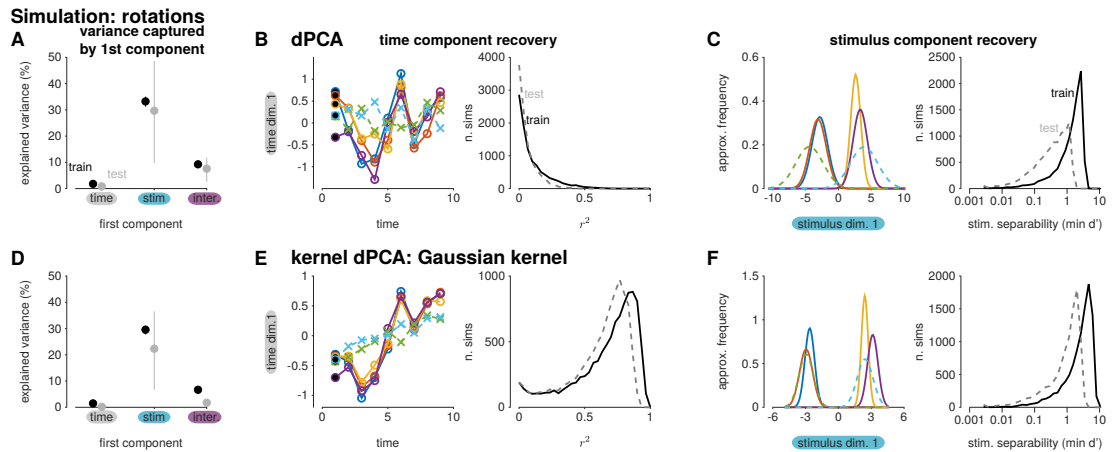 Simulation: rotations
A
variance captured
by 1st component
explained variance (%)
50
40
30
20
10
0
train
test
time
stim
inter.
first component
B
dPCA
time component recovery
time dim. 1
1
0.5
0
-0.5
-1
0
5
10
time
n. sims
4000
3000
2000
1000
0
test
train
0
0.5
1
r²
C
stimulus component recovery
approx. frequency
0.6
0.4
0.2
0
-10
-5
0
5
10
stimulus dim. 1
n. sims
2500
2000
1500
1000
500
0
train
test
0.001
0.01
0.1
1
10
stim. separability (min d')
D
explained variance (%)
50
40
30
20
10
0
time
stim
inter
first component
E
kernel dPCA: Gaussian kernel
time dim. 1
1
0.5
0
-0.5
-1
0
5
10
time
n. sims
1000
500
0
0
0.5
1
r²
F
approx. frequency
1.5
1
0.5
0
-6
-3
0
3
6
stimulus dim. 1
n. sims
2000
1500
1000
500
0
0.001
0.01
0.1
1
10
stim. separability (min d')